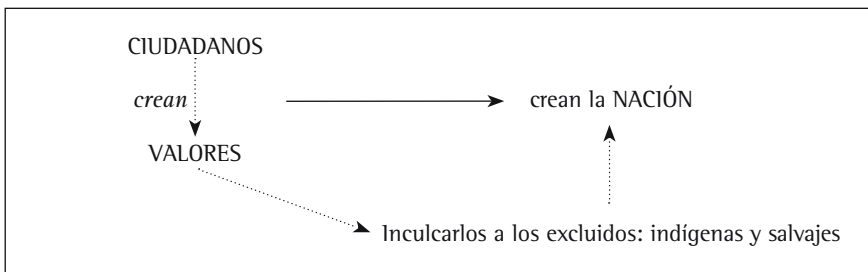 CIUDADANOS
crean
crean la NACIÓN
VALORES
Inculcarlos a los excluidos: indígenas y salvajes